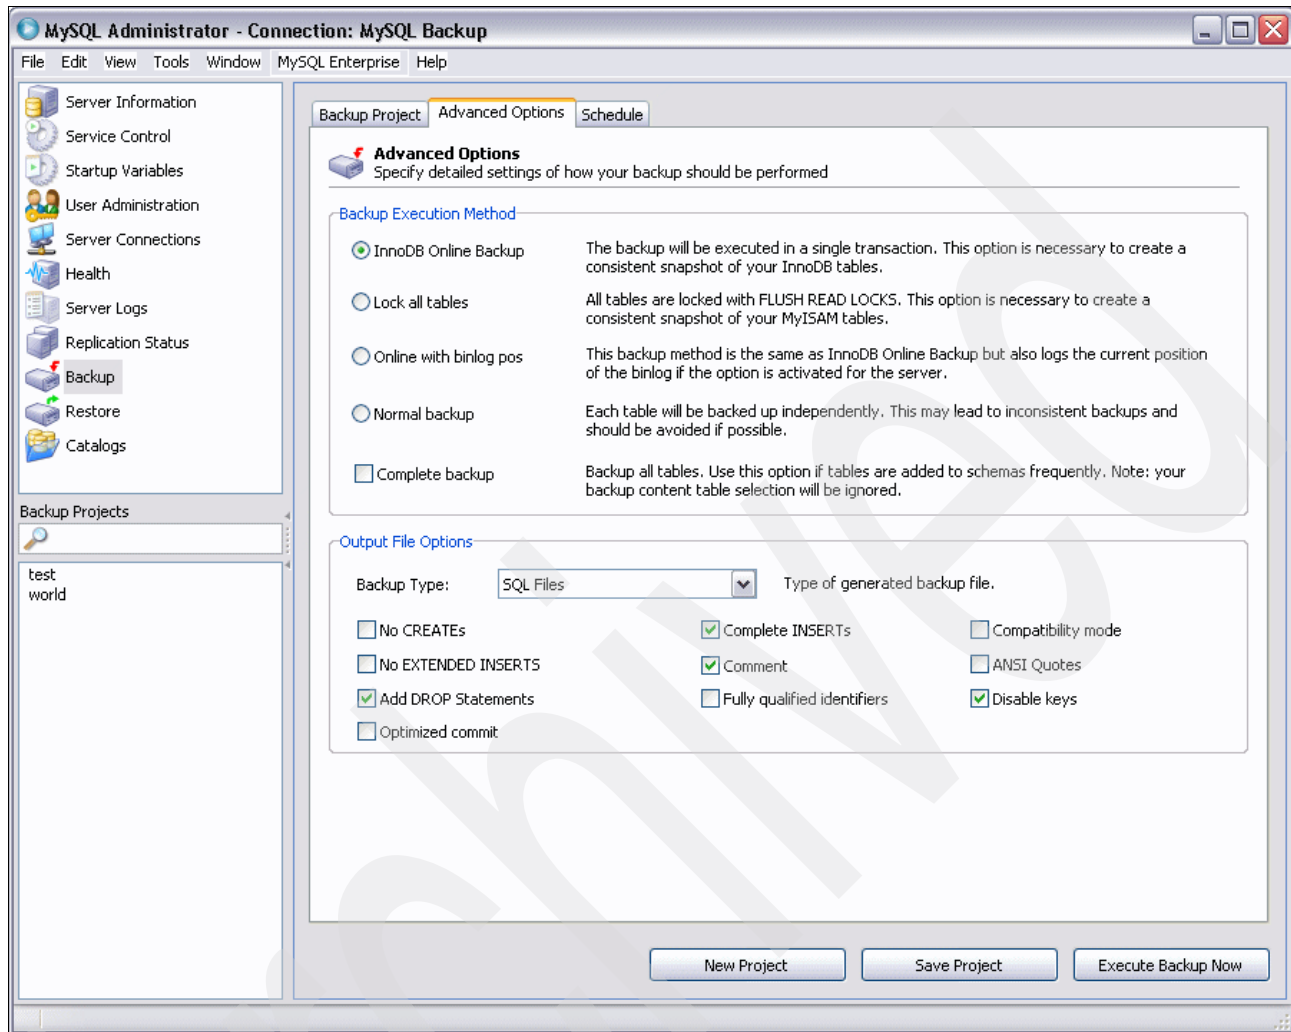 MySQL Administrator - Connection: MySQL Backup
File Edit View Tools Window MySQL Enterprise Help
Server Information
Service Control
Startup Variables
User Administration
Server Connections
Health
Server Logs
Replication Status
Backup
Restore
Catalogs
Backup Projects
test
world
Backup Project Advanced Options Schedule
Advanced Options
Specify detailed settings of how your backup should be performed
Backup Execution Method
InnoDB Online Backup
The backup will be executed in a single transaction. This option is necessary to create a
consistent snapshot of your InnoDB tables.
Lock all tables
All tables are locked with FLUSH READ LOCKS. This option is necessary to create a
consistent snapshot of your MyISAM tables.
Online with binlog pos
This backup method is the same as InnoDB Online Backup but also logs the current position
of the binlog if the option is activated for the server.
Normal backup
Each table will be backed up independently. This may lead to inconsistent backups and
should be avoided if possible.
Complete backup
Backup all tables. Use this option if tables are added to schemas frequently. Note: your
backup content table selection will be ignored.
Output File Options
Backup Type: SQL Files Type of generated backup file.
No CREATEs Complete INSERTs Compatibility mode
No EXTENDED INSERTS Comment ANSI Quotes
Add DROP Statements Fully qualified identifiers Disable keys
Optimized commit
New Project Save Project Execute Backup Now